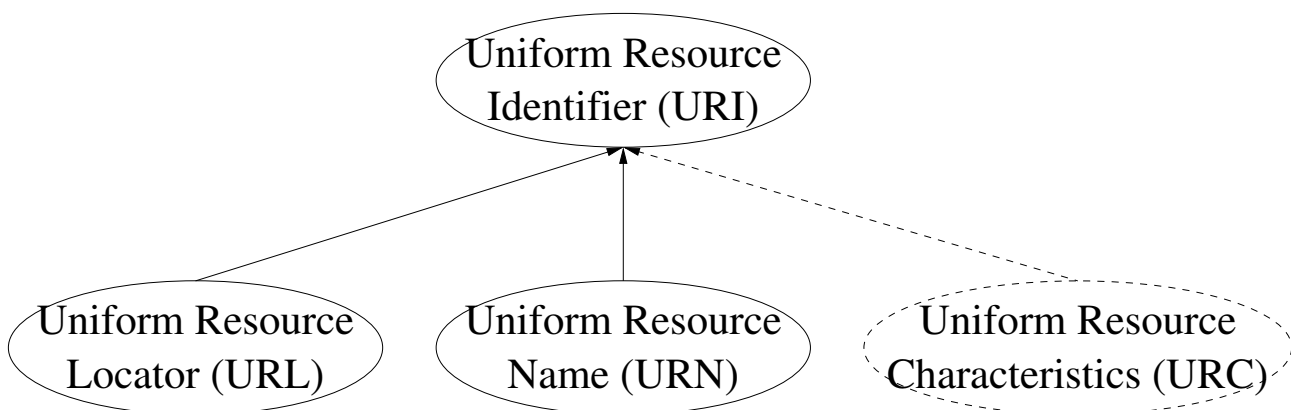 Uniform Resource
Identifier (URI)
Uniform Resource
Locator (URL)
Uniform Resource
Name (URN)
Uniform Resource
Characteristics (URC)